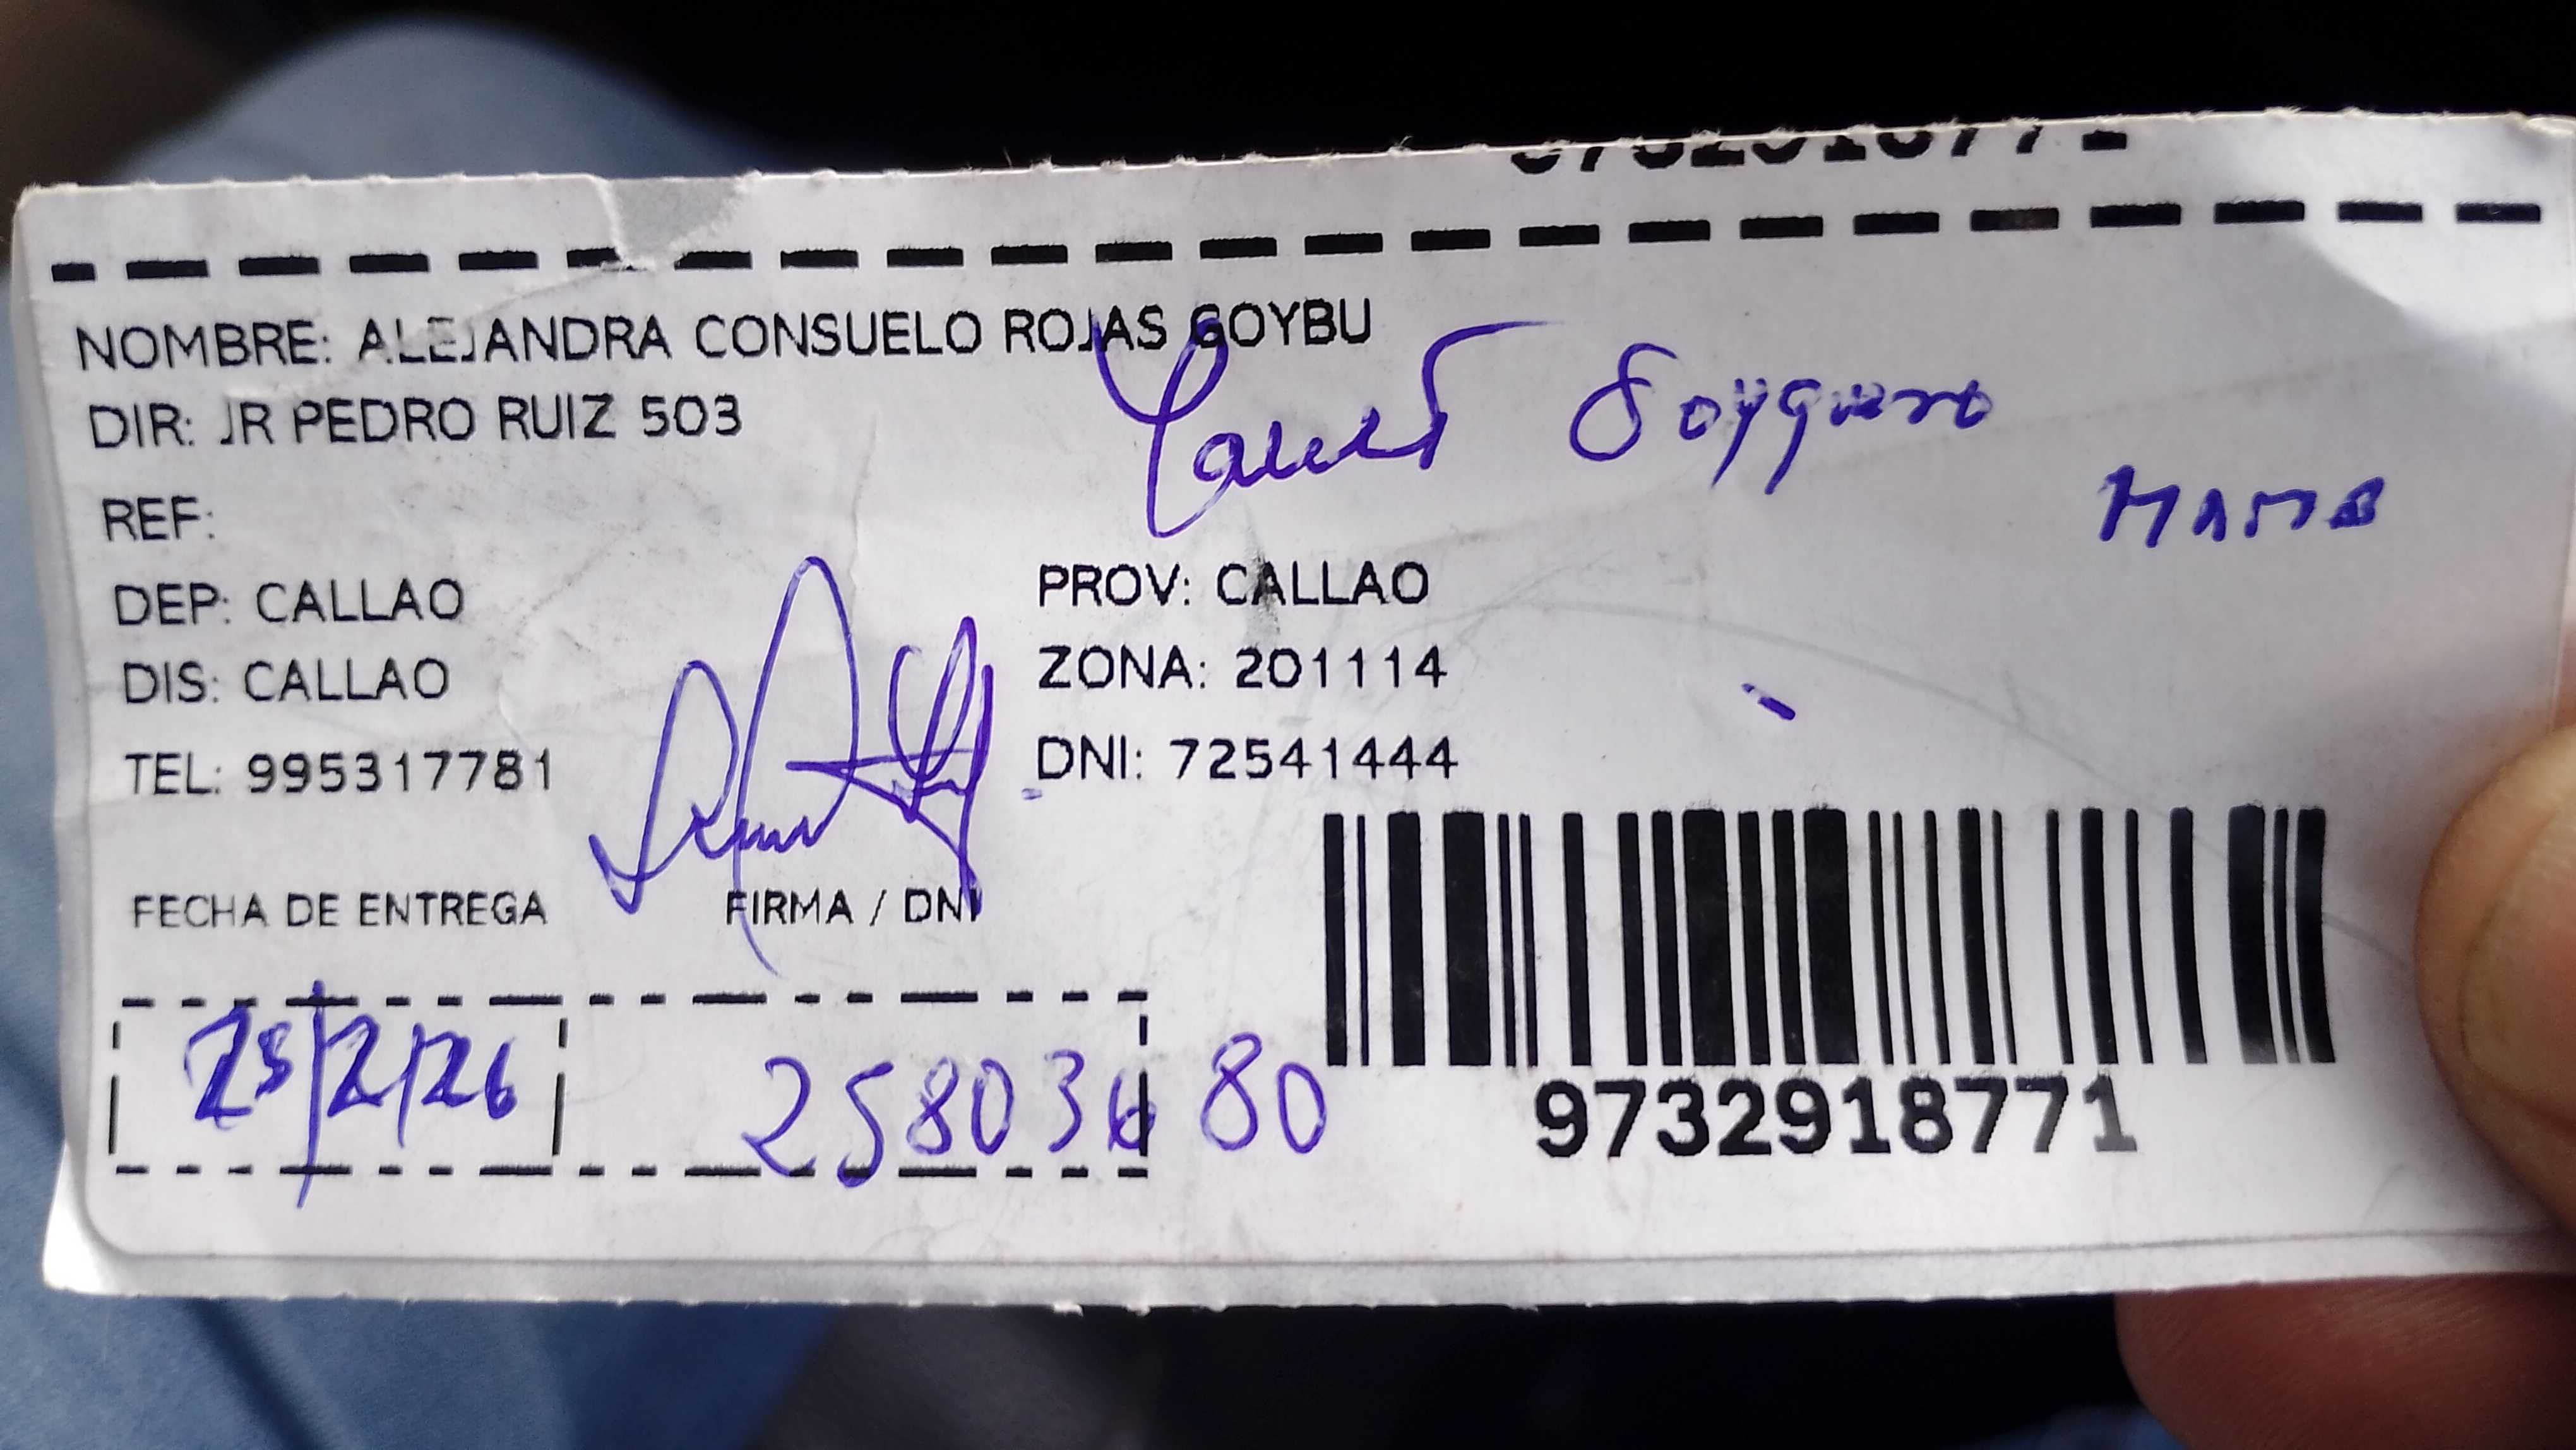 NOMBRE: ALEJANDRA CONSUELO ROJAS GOYBU
DIR: JR PEDRO RUIZ 503
REF:
MAMA
DEP: CALLAO
PROV: CALLAO
DIS: CALLAO
ZONA: 201114
TEL: 995317781
DNI: 72541444
FECHA DE ENTREGA
FIRMA / DNI
25/2/26
25803680
9732918771